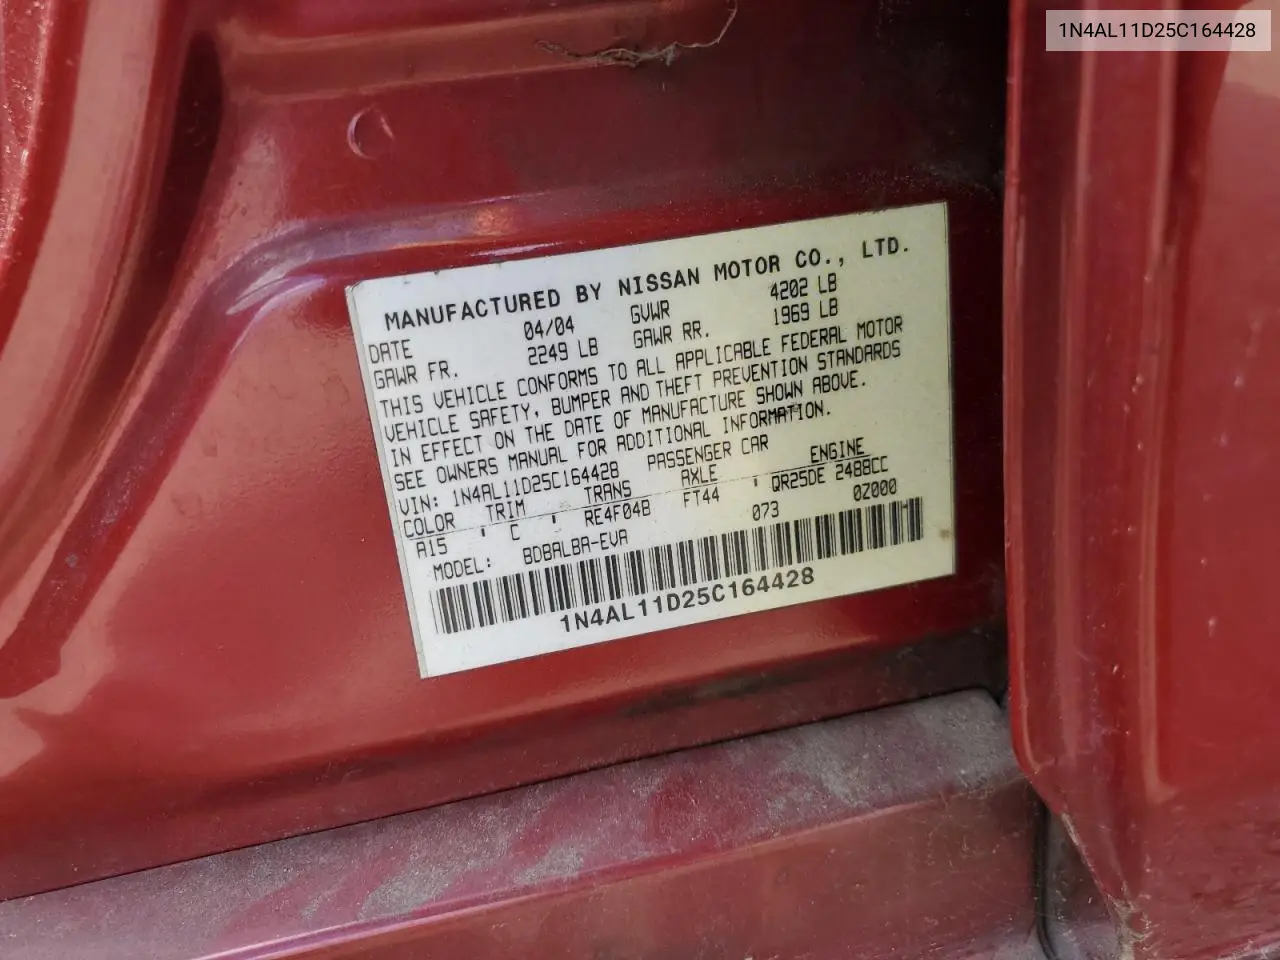 1N4AL11D25C164428
MANUFACTURED BY NISSAN MOTOR CO., LTD.
DATE 04/04 GVWR 4202 LB
GAWR FR. 2249 LB GAWR RR. 1969 LB
THIS VEHICLE CONFORMS TO ALL APPLICABLE FEDERAL MOTOR
VEHICLE SAFETY, BUMPER AND THEFT PREVENTION STANDARDS
IN EFFECT ON THE DATE OF MANUFACTURE SHOWN ABOVE.
SEE OWNERS MANUAL FOR ADDITIONAL INFORMATION.
VIN: 1N4AL11D25C164428 PASSENGER CAR
COLOR TRIM TRANS AXLE ENGINE
A15 C RE4F04B FT44 QR25DE 2488CC
MODEL: BDBALBA-EVA 073 0Z000
1N4AL11D25C164428